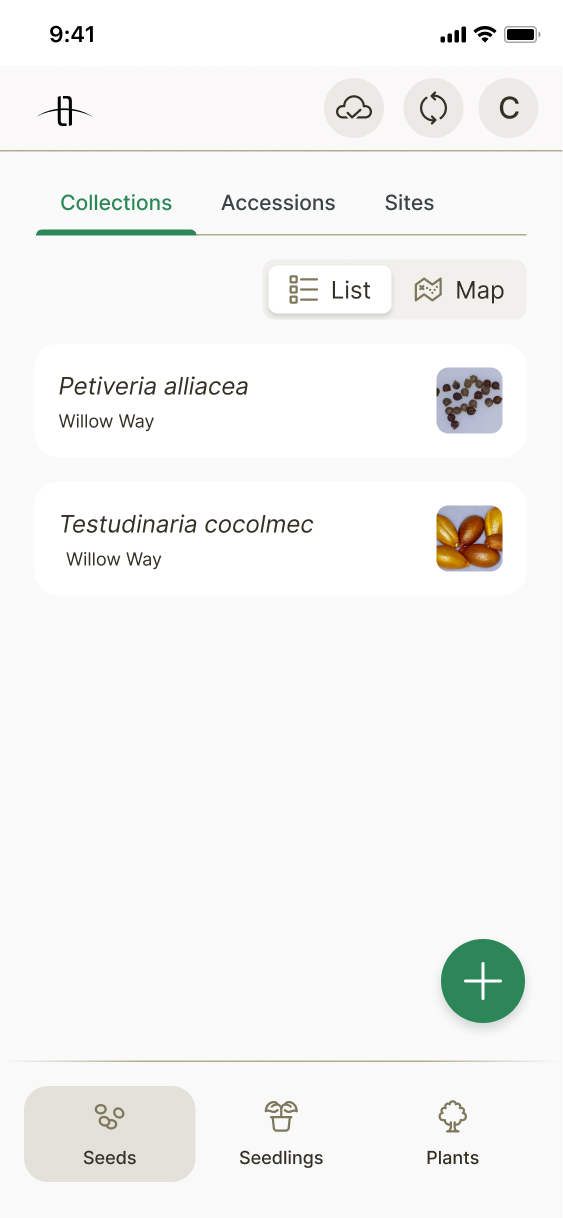 9:41
C
Collections Accessions Sites
List Map
Petiveria alliacea
Willow Way
Testudinaria cocolmec
Willow Way
Seeds Seedlings Plants